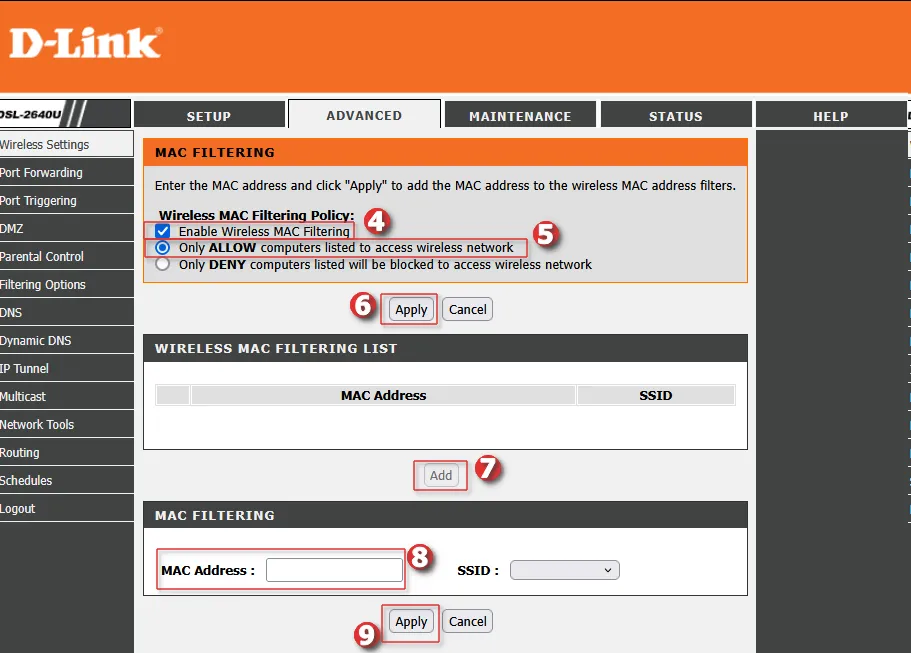 D-Link
DSL-2640U
SETUP
ADVANCED
MAINTENANCE
STATUS
HELP
Wireless Settings
Port Forwarding
Port Triggering
DMZ
Parental Control
Filtering Options
DNS
Dynamic DNS
IP Tunnel
Multicast
Network Tools
Routing
Schedules
Logout
MAC FILTERING
Enter the MAC address and click "Apply" to add the MAC address to the wireless MAC address filters.
Wireless MAC Filtering Policy:
4
Enable Wireless MAC Filtering
Only ALLOW computers listed to access wireless network
5
Only DENY computers listed will be blocked to access wireless network
6
Apply
Cancel
WIRELESS MAC FILTERING LIST
MAC Address
SSID
Add
7
MAC FILTERING
MAC Address :
8
SSID :
9
Apply
Cancel